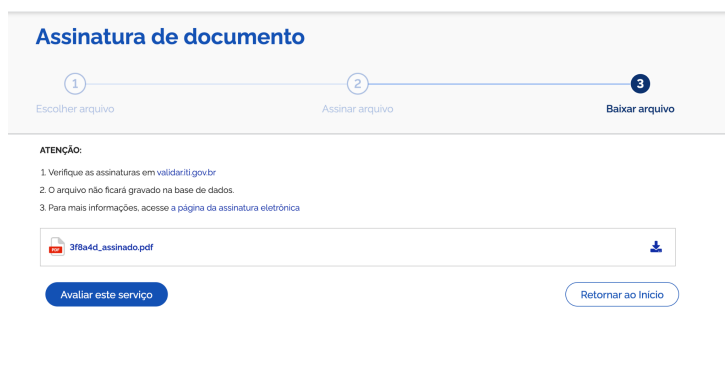 Assinatura de documento
1
2
3
Escolher arquivo
Assinar arquivo
Baixar arquivo
ATENÇÃO:
1. Verifique as assinaturas em validar.iti.gov.br
2. O arquivo não ficará gravado na base de dados.
3. Para mais informações, acesse a página da assinatura eletrônica
PDF
3f8a4d_assinado.pdf
Avaliar este serviço
Retornar ao Início